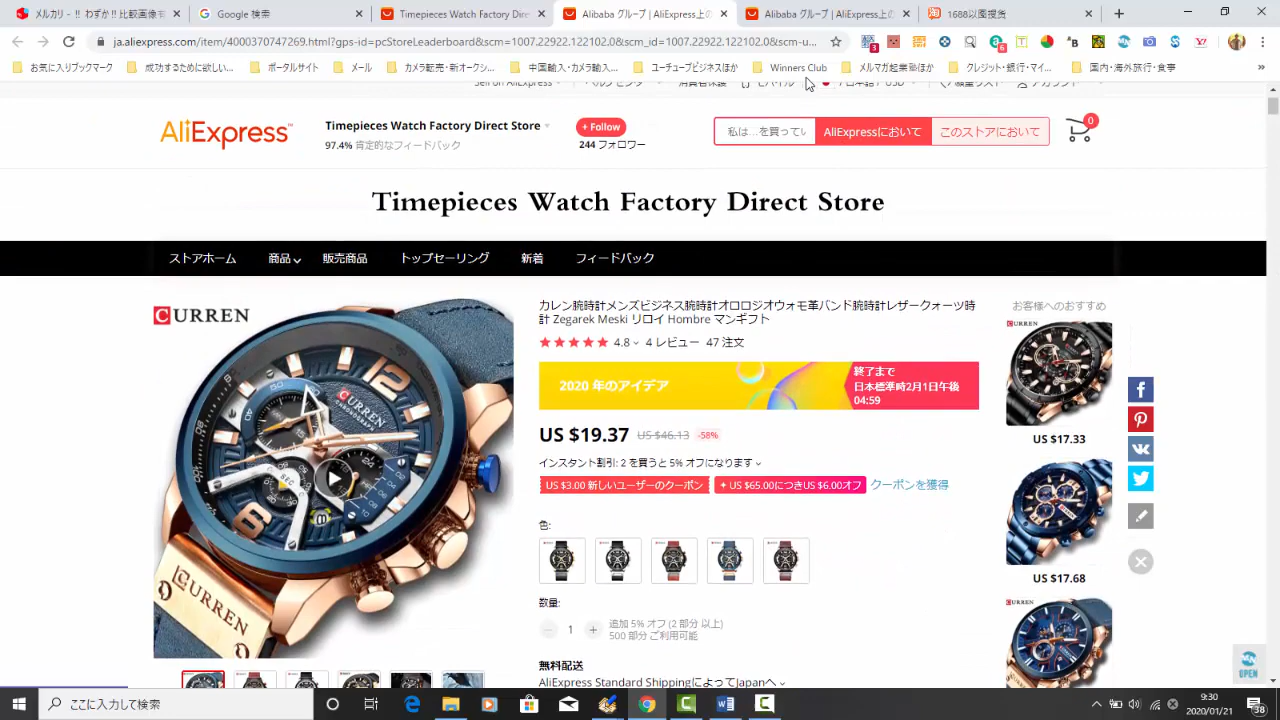 メルカリ - !! わずか!! 比較表示モ
Google 検索
TIMEPIECES Watch Direct
Alibaba グループ | AliExpress上の
Alibaba グループ | AliExpress上の
1688以图搜货
ja.aliexpress.com/item/4000370747269.html?gps-id=pcStoreLeaderboard&scm=1007.22922.122102.0&scm_id=1007.22922.122102.0&scm-u...
お気に入りブックマーク
成功するために欲しい...
ポータルサイト
メール
カメラ転売・新オークシ...
中国輸入・カメラ輸入...
ユーチューブビジネスほか
Winners Club
メルマガ起業塾ほか
クレジット・銀行・マイ...
国内・海外旅行・食事
»
AliExpress
Timepieces Watch Factory Direct Store
97.4% 肯定的なフィードバック
+ Follow
244 フォロワー
私は...を買ってい
AliExpressにおいて
このストアにおいて
0
Timepieces Watch Factory Direct Store
ストアホーム
商品
販売商品
トップセーリング
新着
フィードバック
CURREN
カレン腕時計メンズビジネス腕時計オロロジオウォモ革バンド腕時計レザークォーツ時
計 Zegarek Meski リロイ Hombre マンギフト
4.8
4 レビュー
47 注文
2020 年のアイデア
終了まで
日本標準時2月1日午後
04:59
US $19.37
US $46.13
-58%
インスタント割引: 2 を買うと 5% オフになります
US $3.00 新しいユーザーのクーポン
US $65.00につきUS $6.00オフ
クーポンを獲得
色:
数量:
1
追加 5% オフ (2 部分 以上)
500 部分 ご利用可能
無料配送
AliExpress Standard ShippingによってJapanへ
お客様へのおすすめ
CURREN
US $17.33
CURREN
US $17.68
CURREN
CURREN
CHRONOGRAPH
CURREN
OPEN
ここに入力して検索
9:30
2020/01/21
38